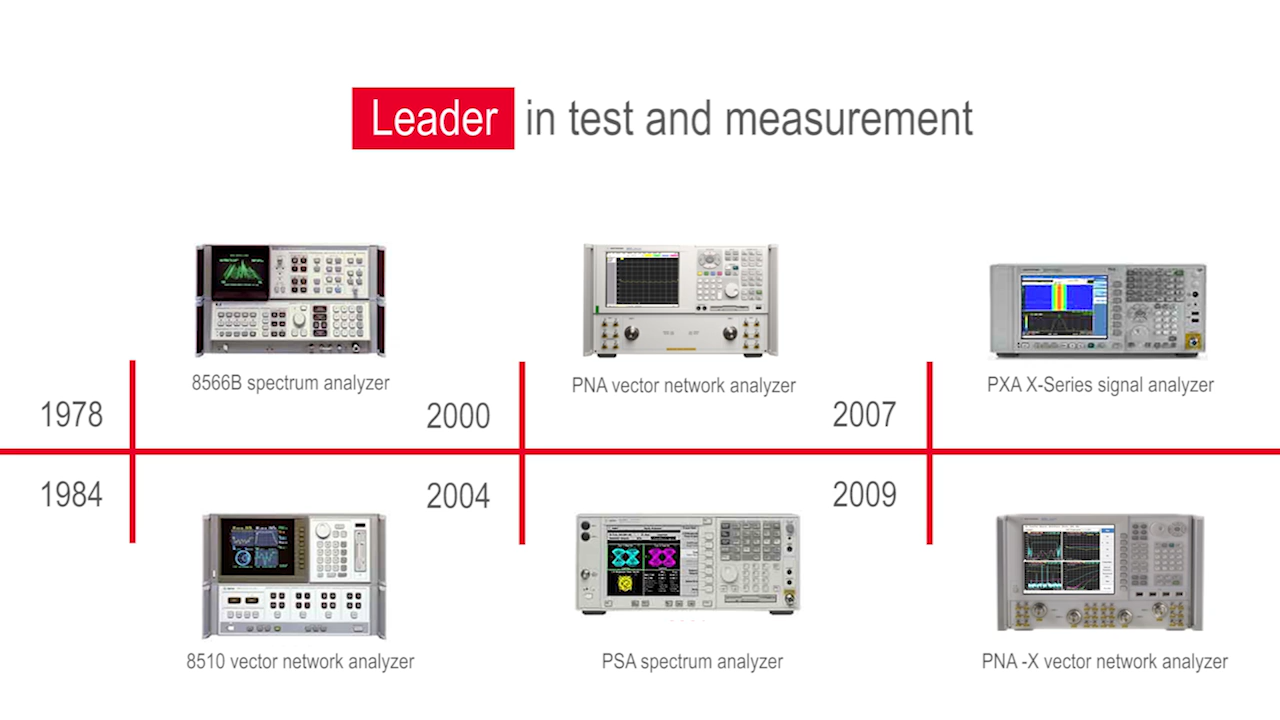 Leader in test and measurement
8566B spectrum analyzer
PNA vector network analyzer
PXA X-Series signal analyzer
1978
2000
2007
1984
2004
2009
8510 vector network analyzer
PSA spectrum analyzer
PNA -X vector network analyzer